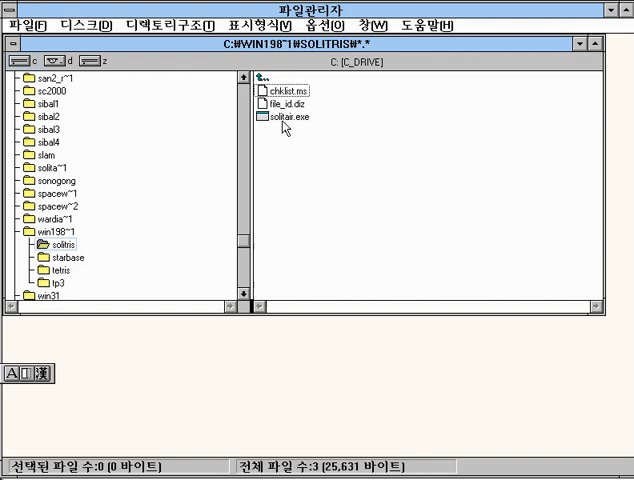 파일관리자
파일(F) 디스크(D) 디렉토리구조(T) 표시형식(V) 옵션(O) 창(W) 도움말(H)
C:#WIN198~1#SOLITRIS#*.*
c d z
C: [C_DRIVE]
san2_r~1
sc2000
sibal1
sibal2
sibal3
sibal4
slam
solita~1
sonogong
spacew~1
spacew~2
wardia~1
win198~1
solitris
starbase
tetris
tp3
win31
..
chklist.ms
file_id.diz
solitair.exe
A 漢
선택된 파일 수:0 (0 바이트)
전체 파일 수:3 (25,631 바이트)